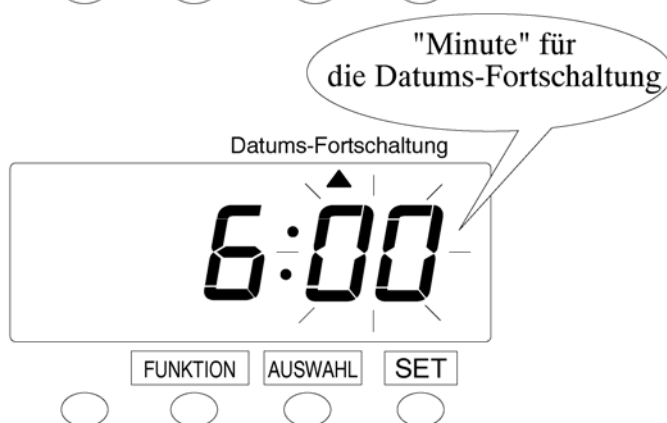 "Minute" für
die Datums-Fortschaltung
Datums-Fortschaltung
6:00
FUNKTION AUSWAHL SET